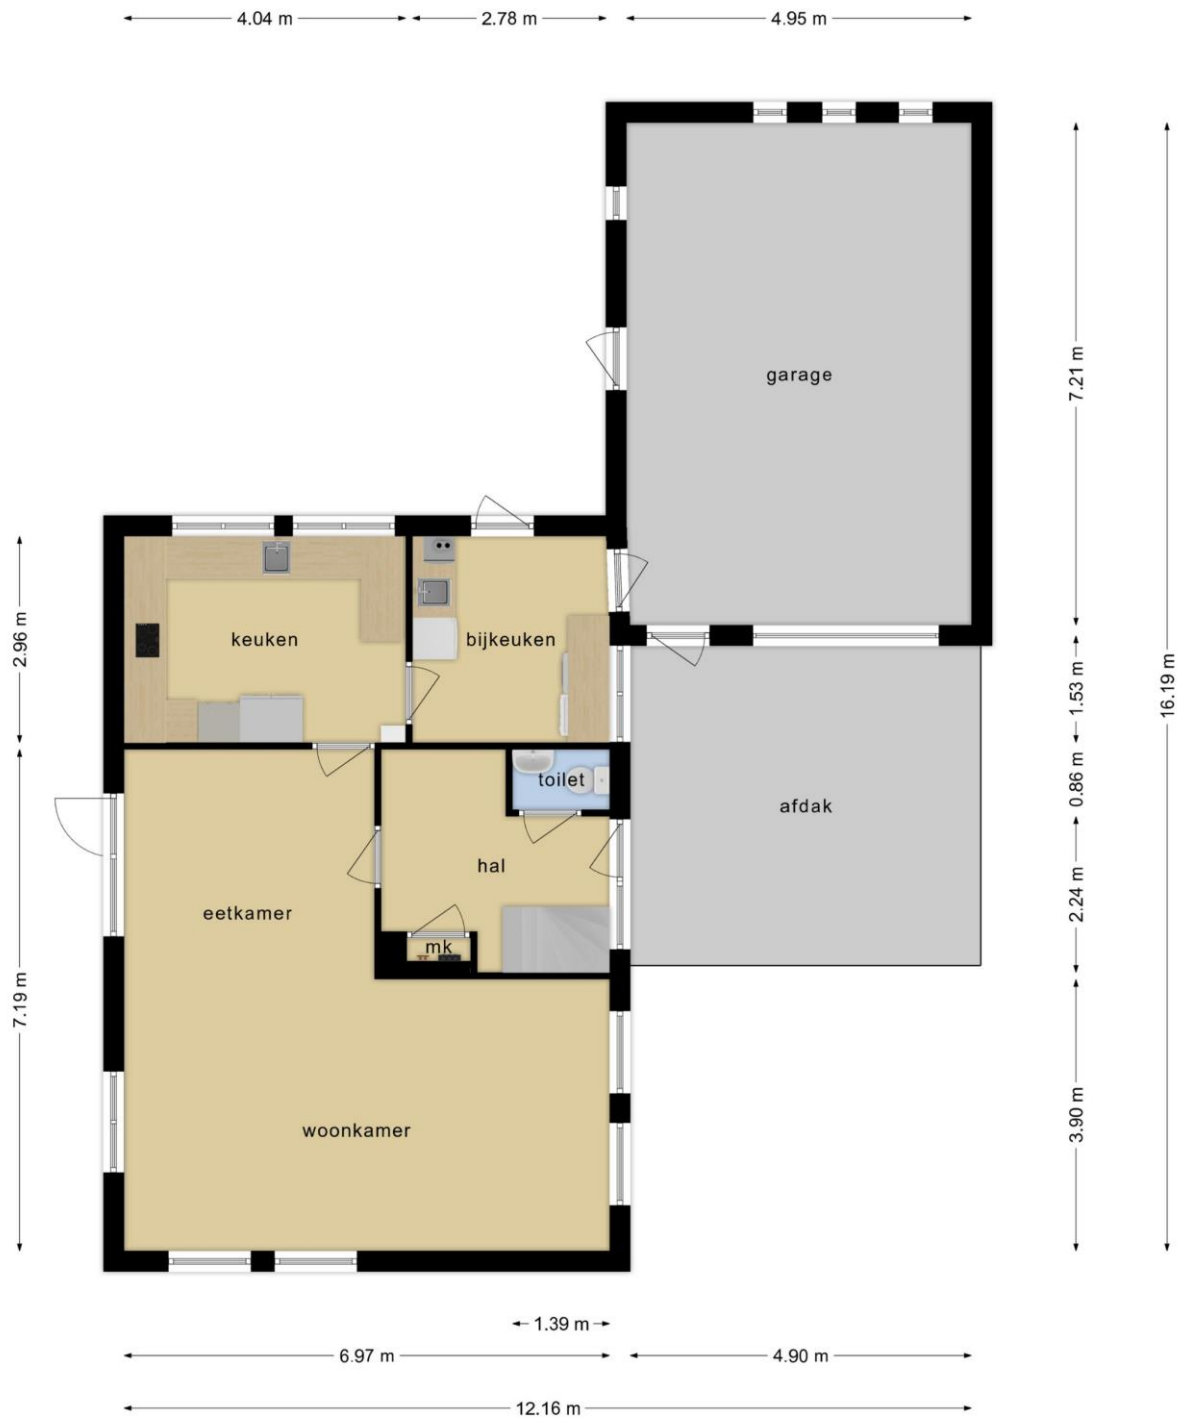 4.04 m
2.78 m
4.95 m
garage
7.21 m
keuken
bijkeuken
2.96 m
1.53 m
16.19 m
toilet
0.86 m
afdak
hal
eetkamer
2.24 m
mk
7.19 m
woonkamer
3.90 m
1.39 m
6.97 m
4.90 m
12.16 m